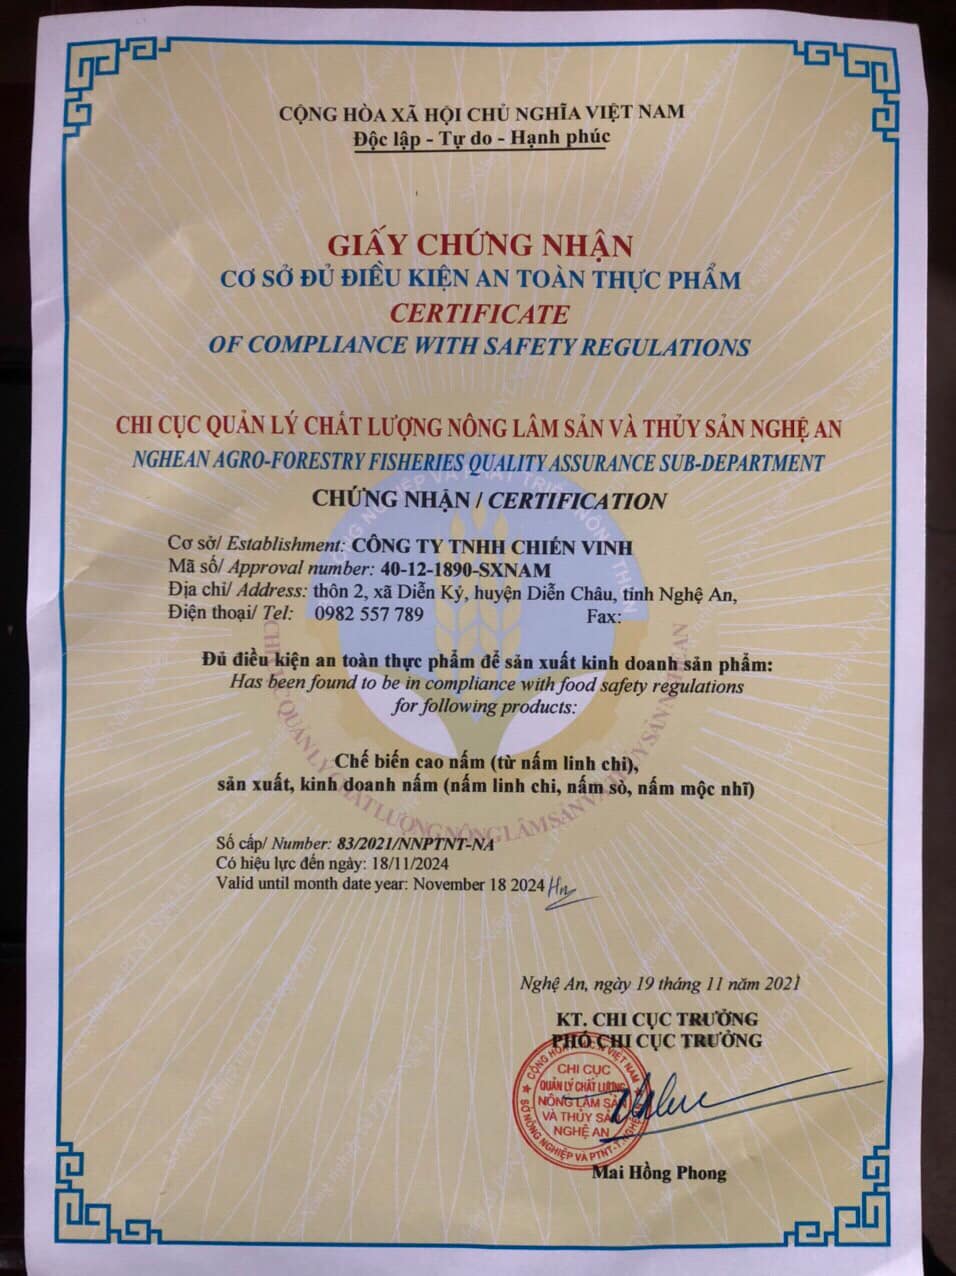 CỘNG HÒA XÃ HỘI CHỦ NGHĨA VIỆT NAM
Độc lập - Tự do - Hạnh phúc
GIẤY CHỨNG NHẬN
CƠ SỞ ĐỦ ĐIỀU KIỆN AN TOÀN THỰC PHẨM
CERTIFICATE
OF COMPLIANCE WITH SAFETY REGULATIONS
CHI CỤC QUẢN LÝ CHẤT LƯỢNG NÔNG LÂM SẢN VÀ THỦY SẢN NGHỆ AN
NGHEAN AGRO-FORESTRY FISHERIES QUALITY ASSURANCE SUB-DEPARTMENT
CHỨNG NHẬN / CERTIFICATION
Cơ sở/ Establishment: CÔNG TY TNHH CHIẾN VINH
Mã số/ Approval number: 40-12-1890-SXNAM
Địa chỉ/ Address: thôn 2, xã Diễn Kỷ, huyện Diễn Châu, tỉnh Nghệ An,
Điện thoại/ Tel: 0982 557 789 Fax:
Đủ điều kiện an toàn thực phẩm để sản xuất kinh doanh sản phẩm:
Has been found to be in compliance with food safety regulations
for following products:
Chế biến cao nấm (từ nấm linh chi),
sản xuất, kinh doanh nấm (nấm linh chi, nấm sò, nấm mộc nhĩ)
Số cấp/ Number: 83/2021/NNPTNT-NA
Có hiệu lực đến ngày: 18/11/2024
Valid until month date year: November 18 2024
Nghệ An, ngày 19 tháng 11 năm 2021
KT. CHI CỤC TRƯỞNG
PHÓ CHI CỤC TRƯỞNG
CHI CỤC
QUẢN LÝ CHẤT LƯỢNG
NÔNG LÂM SẢN
VÀ THỦY SẢN
NGHỆ AN
Mai Hồng Phong